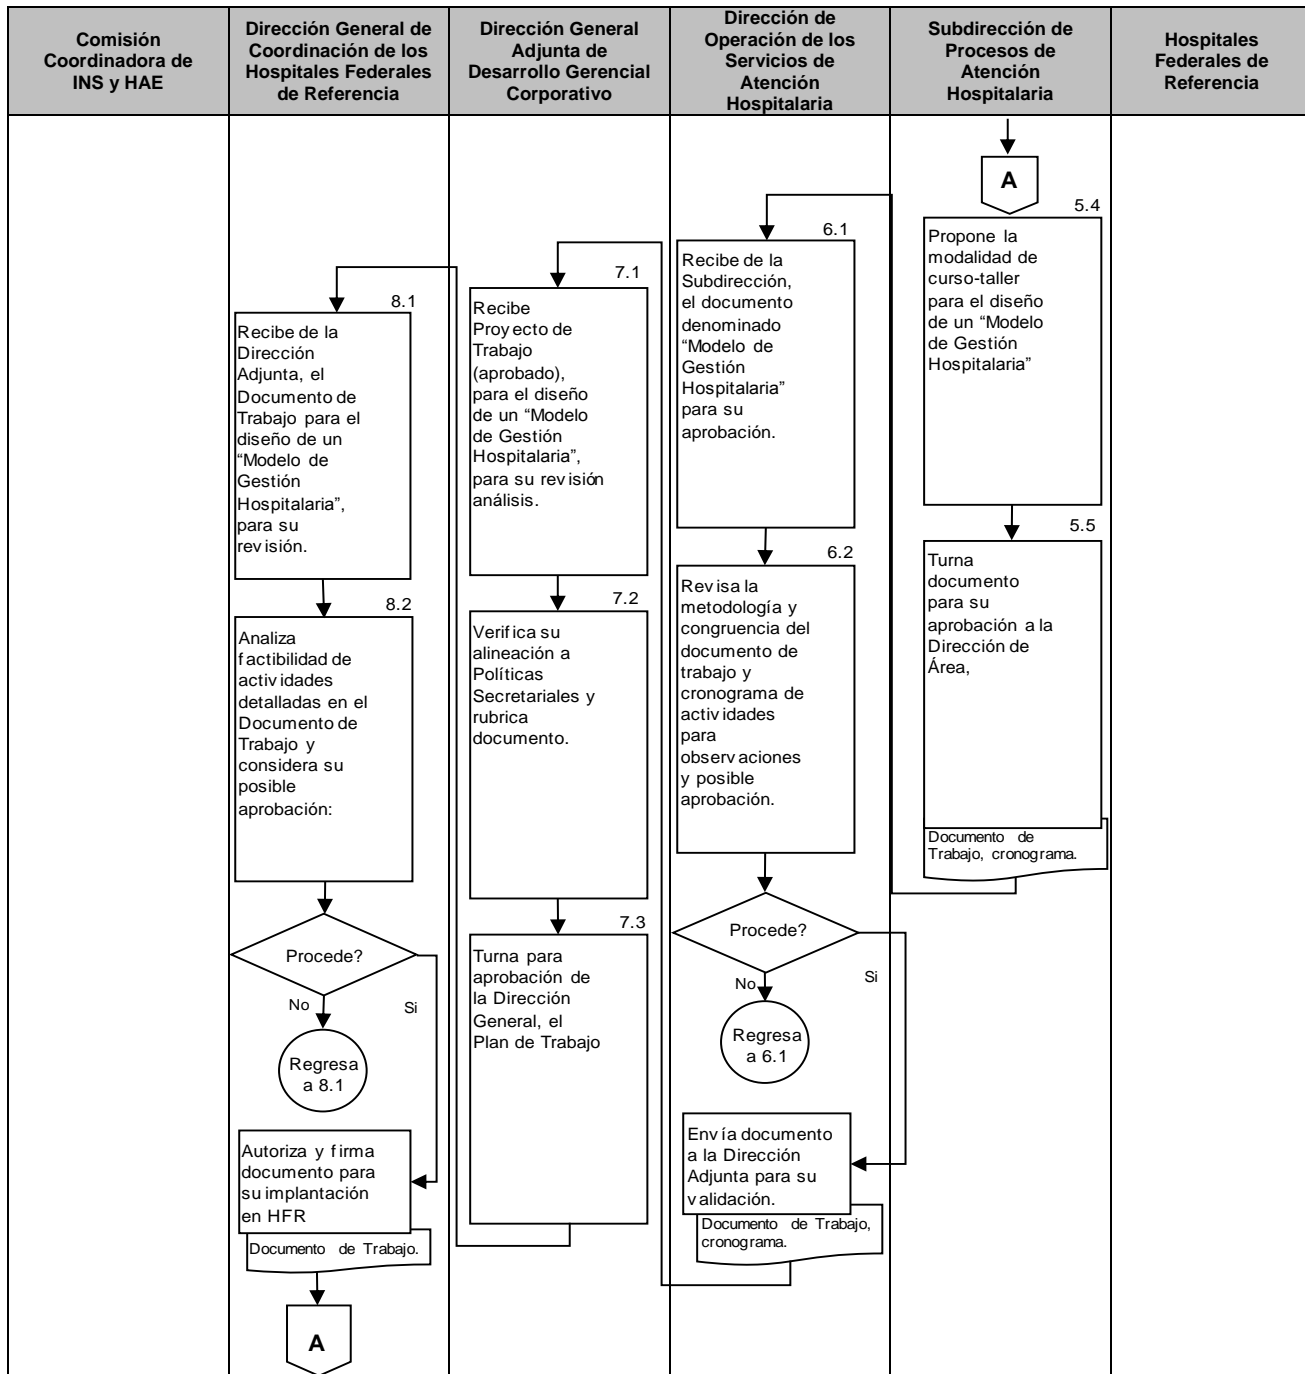 Comisión
Coordinadora de
INS y HAE
Dirección General de
Coordinación de los
Hospitales Federales
de Referencia
Dirección General
Adjunta de
Desarrollo Gerencial
Corporativo
Dirección de
Operación de los
Servicios de
Atención
Hospitalaria
Subdirección de
Procesos de
Atención
Hospitalaria
Hospitales
Federales de
Referencia
A
5.4
Propone la
modalidad de
curso-taller
para el diseño
de un “Modelo
de Gestión
Hospitalaria”
5.5
Turna
documento
para su
aprobación a la
Dirección de
Área,
Documento de
Trabajo, cronograma.
6.1
Recibe de la
Subdirección,
el documento
denominado
“Modelo de
Gestión
Hospitalaria”
para su
aprobación.
6.2
Revisa la
metodología y
congruencia del
documento de
trabajo y
cronograma de
actividades
para
observaciones
y posible
aprobación.
Procede?
No
Si
Regresa
a 6.1
Envía documento
a la Dirección
Adjunta para su
validación.
Documento de Trabajo,
cronograma.
7.1
Recibe
Proyecto de
Trabajo
(aprobado),
para el diseño
de un “Modelo
de Gestión
Hospitalaria”,
para su revisión
análisis.
7.2
Verifica su
alineación a
Políticas
Secretariales y
rubrica
documento.
7.3
Turna para
aprobación de
la Dirección
General, el
Plan de Trabajo
8.1
Recibe de la
Dirección
Adjunta, el
Documento de
Trabajo para el
diseño de un
“Modelo de
Gestión
Hospitalaria”,
para su
revisión.
8.2
Analiza
factibilidad de
actividades
detalladas en el
Documento de
Trabajo y
considera su
posible
aprobación:
Procede?
No
Si
Regresa
a 8.1
Autoriza y firma
documento para
su implantación
en HFR
Documento de Trabajo.
A